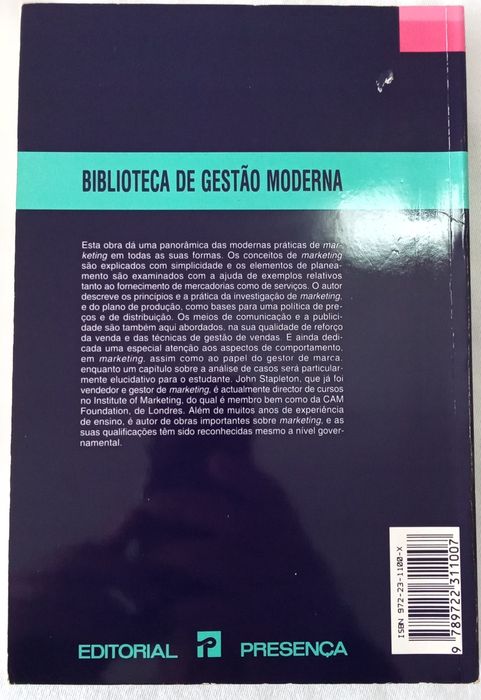 BIBLIOTECA DE GESTÃO MODERNA
Esta obra dá uma panorâmica das modernas práticas de mar-
keting em todas as suas formas. Os conceitos de marketing
são explicados com simplicidade e os elementos de planea-
mento são examinados com a ajuda de exemplos relativos
tanto ao fornecimento de mercadorias como de serviços. O autor
descreve os princípios e a prática da investigação de marketing,
e do plano de produção, como bases para uma política de pre-
ços e de distribuição. Os meios de comunicação e a publici-
dade são também aqui abordados, na sua qualidade de reforço
da venda e das técnicas de gestão de vendas. E ainda dedi-
cada uma especial atenção aos aspectos de comportamento,
em marketing, assim como ao papel do gestor de marca,
enquanto um capítulo sobre a análise de casos será particular-
mente elucidativo para o estudante. John Stapleton, que já foi
vendedor e gestor de marketing, é actualmente director de cursos
no Institute of Marketing, do qual é membro bem como da CAM
Foundation, de Londres. Além de muitos anos de experiência
de ensino, é autor de obras importantes sobre marketing, e as
suas qualificações têm sido reconhecidas mesmo a nível gover-
namental.
ISBN 972-23-1100-X
9 789722 311007
EDITORIAL P PRESENÇA